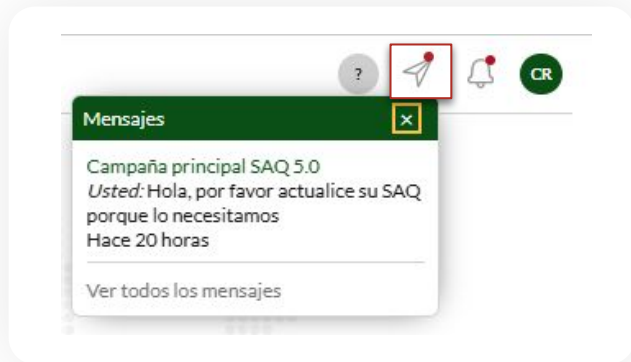 ?
CR
Mensajes
Campaña principal SAQ 5.0
Usted: Hola, por favor actualice su SAQ
porque lo necesitamos
Hace 20 horas
Ver todos los mensajes